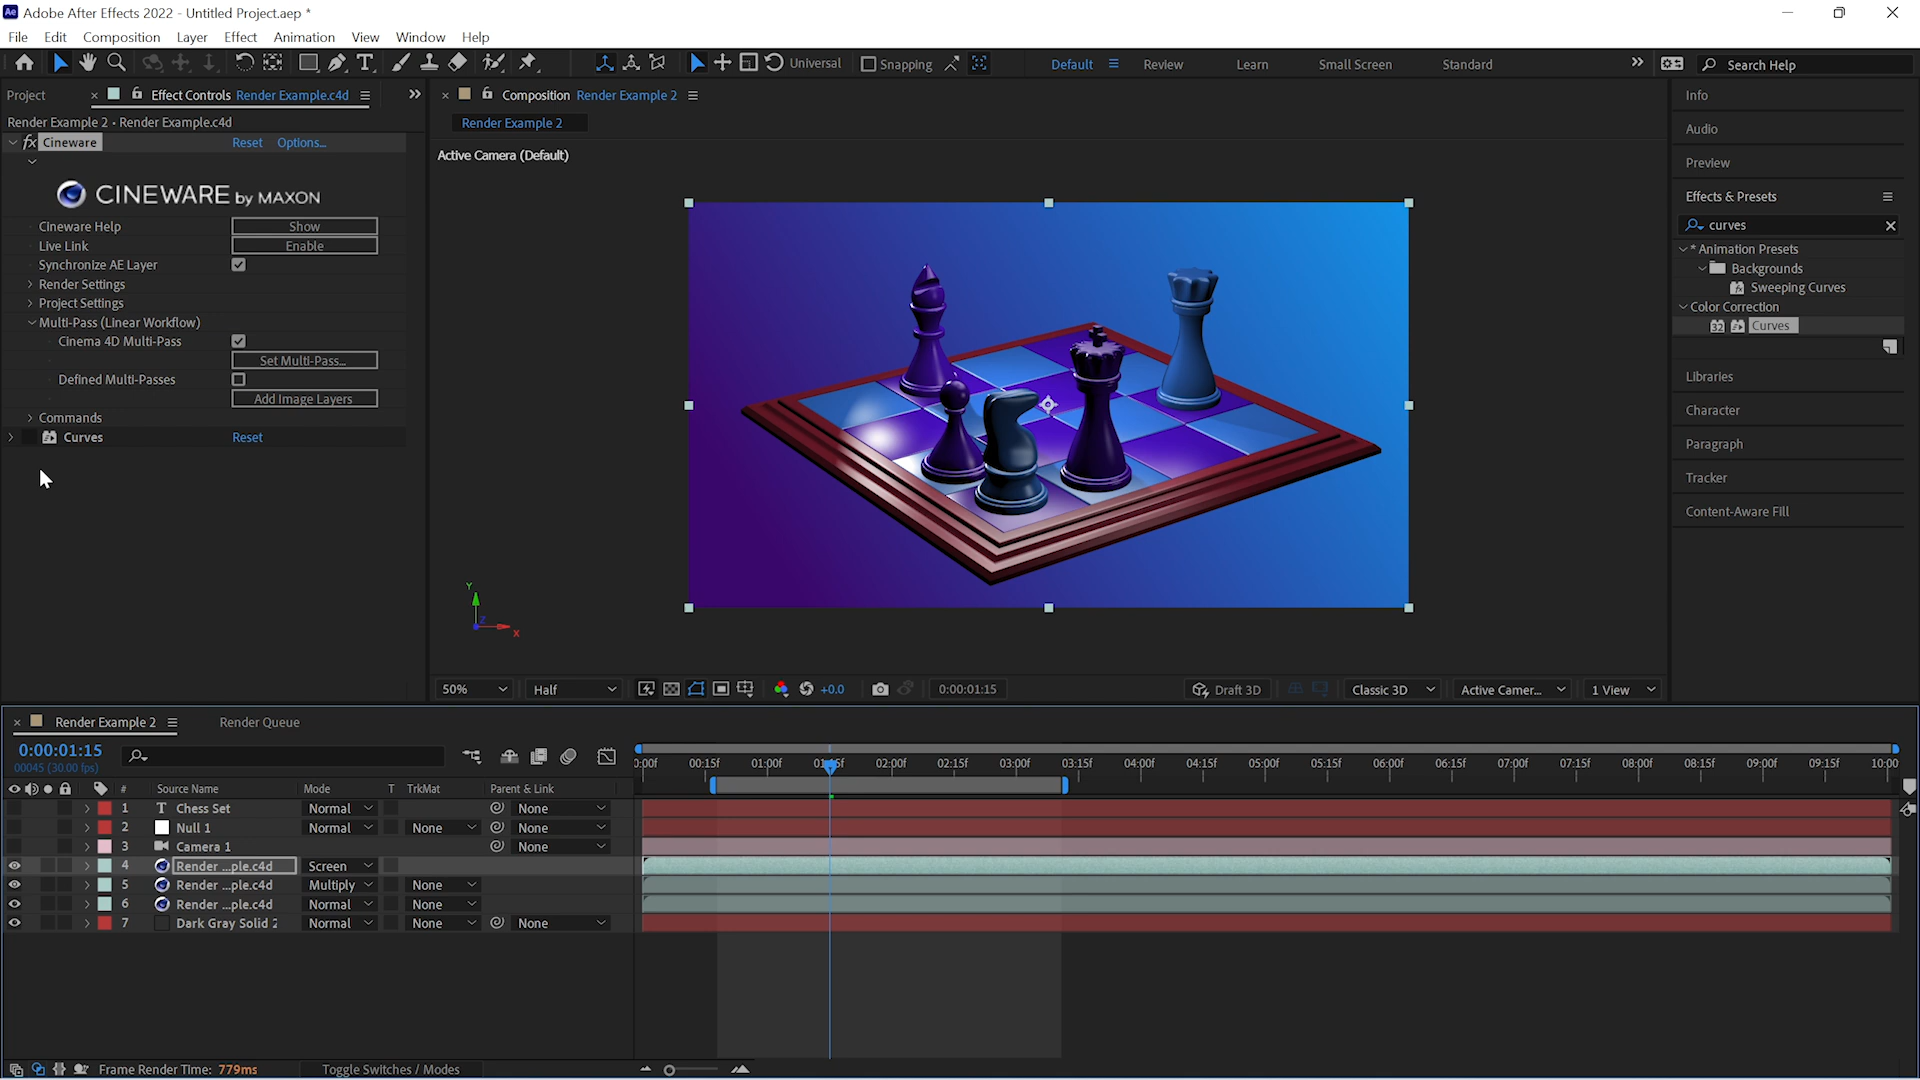 Ae Adobe After Effects 2022 - Untitled Project.aep *
File Edit Composition Layer Effect Animation View Window Help
Universal Snapping Default Review Learn Small Screen Standard Search Help
Project Effect Controls Render Example.c4d
Render Example 2 • Render Example.c4d
fx Cineware Reset Options...
CINEWARE by MAXON
Cineware Help Show
Live Link Enable
Synchronize AE Layer
Render Settings
Project Settings
Multi-Pass (Linear Workflow)
Cinema 4D Multi-Pass
Set Multi-Pass...
Defined Multi-Passes
Add Image Layers
Commands
Curves Reset
Composition Render Example 2
Render Example 2
Active Camera (Default)
Y
Z
X
50% Half +0.0 0:00:01:15 Draft 3D Classic 3D Active Camer... 1 View
Info
Audio
Preview
Effects & Presets
curves
* Animation Presets
Backgrounds
Sweeping Curves
Color Correction
32 Curves
Libraries
Character
Paragraph
Tracker
Content-Aware Fill
Render Example 2 Render Queue
0:00:01:15
00045 (30.00 fps)
0:00f 00:15f 01:00f 01:15f 02:00f 02:15f 03:00f 03:15f 04:00f 04:15f 05:00f 05:15f 06:00f 06:15f 07:00f 07:15f 08:00f 08:15f 09:00f 09:15f 10:00
# Source Name Mode T TrkMat Parent & Link
1 T Chess Set Normal None
2 Null 1 Normal None None
3 Camera 1 None
4 Render ...ple.c4d Screen
5 Render ...ple.c4d Multiply None
6 Render ...ple.c4d Normal None
7 Dark Gray Solid 2 Normal None None
Frame Render Time: 779ms Toggle Switches / Modes